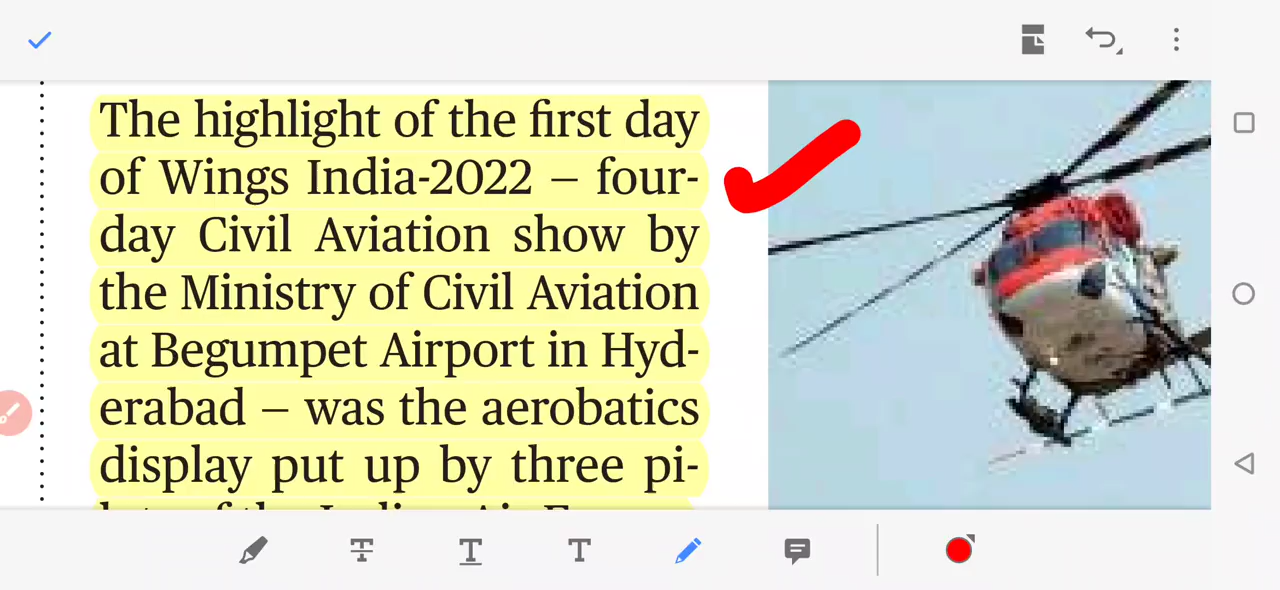 The highlight of the first day
of Wings India-2022 – four-
day Civil Aviation show by
the Ministry of Civil Aviation
at Begumpet Airport in Hyd-
erabad – was the aerobatics
display put up by three pi-